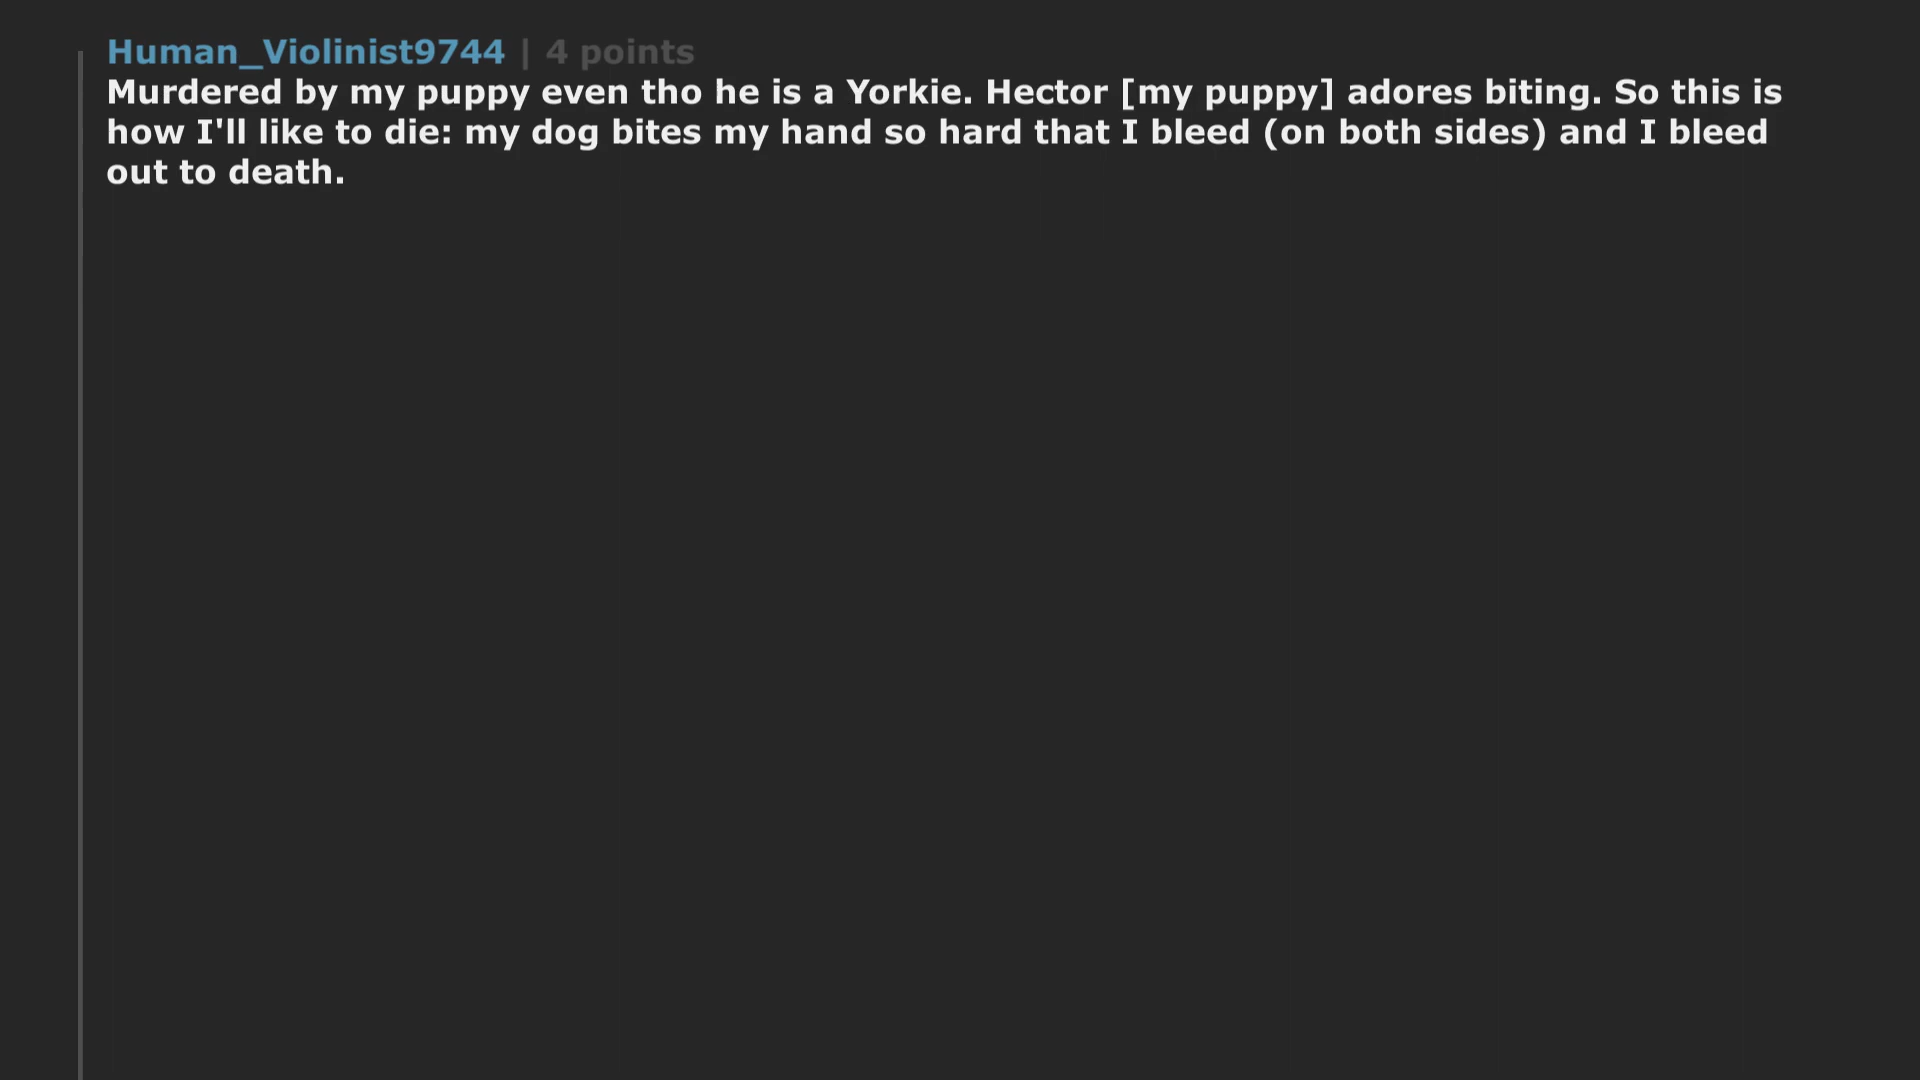 Human_Violinist9744 | 4 points
Murdered by my puppy even tho he is a Yorkie. Hector [my puppy] adores biting. So this is
how I'll like to die: my dog bites my hand so hard that I bleed (on both sides) and I bleed
out to death.